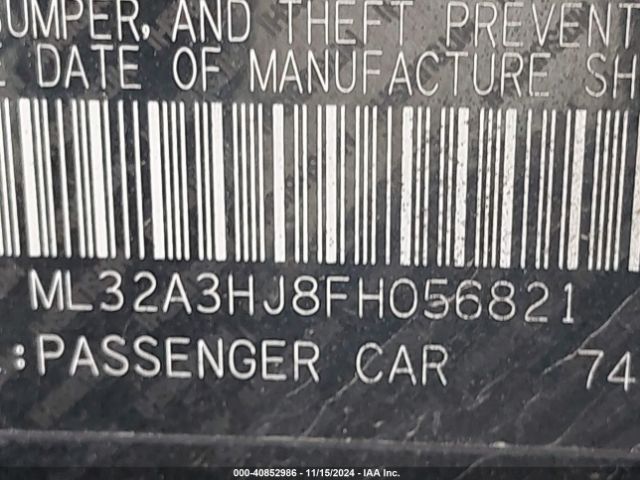 BUMPER, AND THEFT PREVENT
E DATE OF MANUFACTURE SH
ML32A3HJ8FH056821
:PASSENGER CAR 74
000-40852986 - 11/15/2024 - IAA Inc.